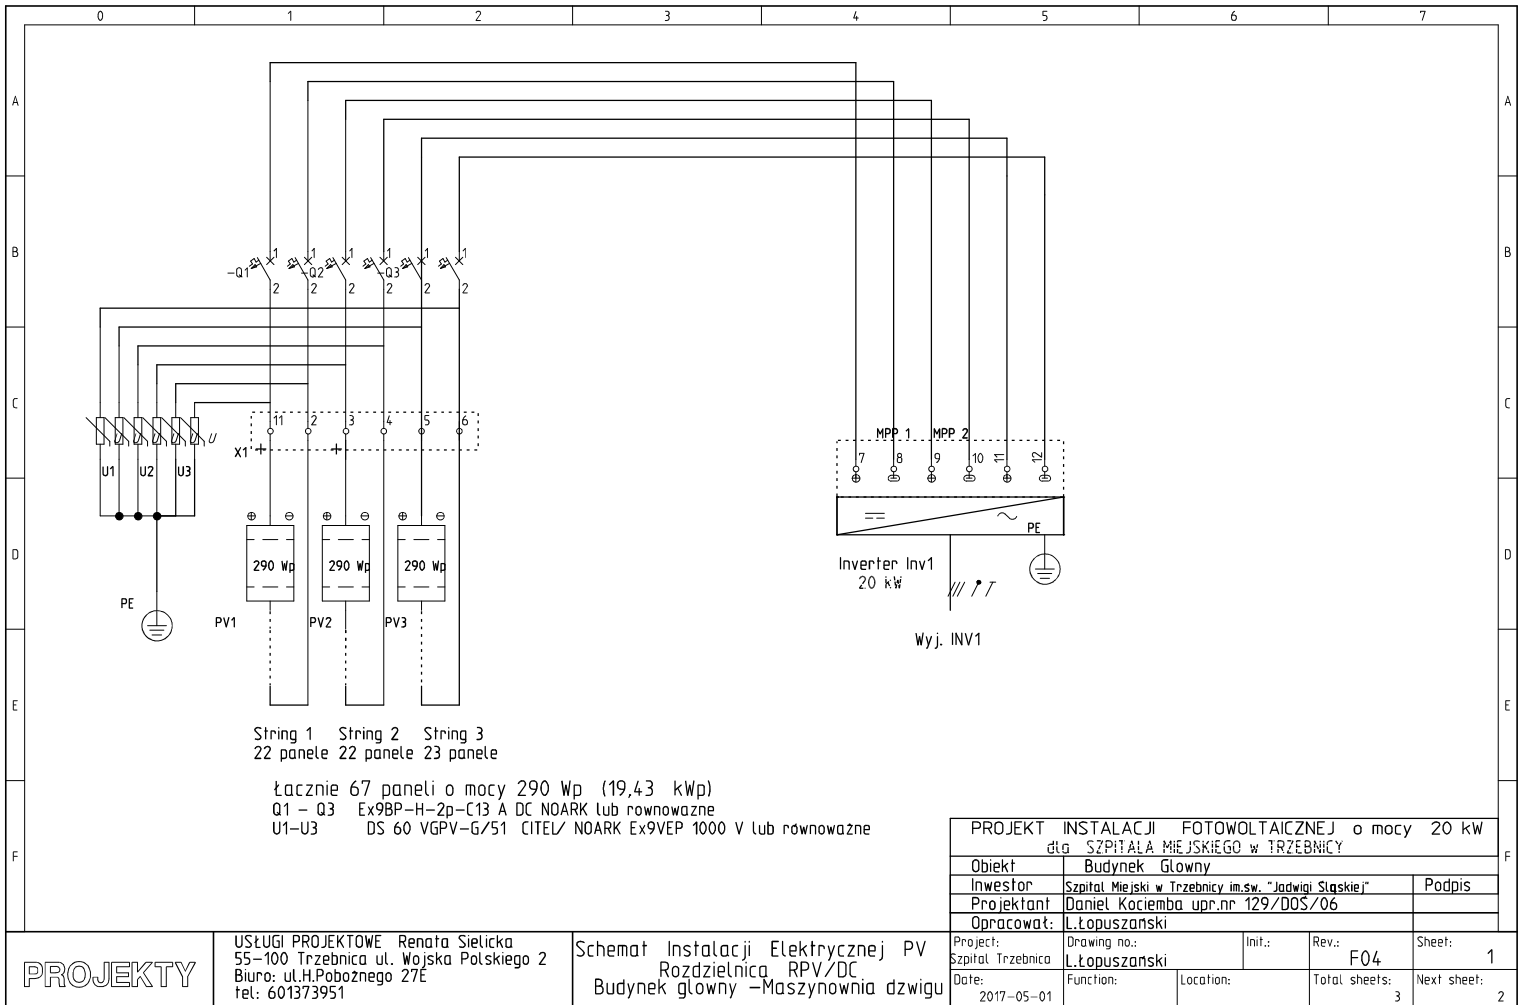 0 1 2 3 4 5 6 7
A A
B B
C C
D D
E E
F F
1 1 1 1 1 1
-Q1 -Q2 -Q3
2 2 2 2 2 2
11 2 3 4 5 6
X1
U
U1 U2 U3
MPP 1 MPP 2
7 8 9 10 11 12
PE
290 Wp 290 Wp 290 Wp
Inverter Inv1
20 kW
PE
PV1 PV2 PV3
Wyj. INV1
String 1 String 2 String 3
22 panele 22 panele 23 panele
Łacznie 67 paneli o mocy 290 Wp (19,43 kWp)
Q1 - Q3 Ex9BP-H-2p-C13 A DC NOARK lub rownowazne
U1-U3 DS 60 VGPV-G/51 CITEL/ NOARK Ex9VEP 1000 V lub równoważne
PROJEKT INSTALACJI FOTOWOLTAICZNEJ o mocy 20 kW
dla SZPITALA MIEJSKIEGO w TRZEBNICY
Obiekt Budynek Glowny
Inwestor Szpital Miejski w Trzebnicy im.sw. "Jadwigi Sląskiej" Podpis
Projektant Daniel Kociemba upr.nr 129/DOŚ/06
Opracował: L.Łopuszański
PROJEKTY
USŁUGI PROJEKTOWE Renata Sielicka
55-100 Trzebnica ul. Wojska Polskiego 2
Biuro: ul.H.Pobożnego 27E
tel: 601373951
Schemat Instalacji Elektrycznej PV
Rozdzielnica RPV/DC
Budynek glowny -Maszynownia dzwigu
Project: Szpital Trzebnica
Drawing no.: L.Łopuszański
Init.:
Rev.: F04
Sheet: 1
Date: 2017-05-01
Function:
Location:
Total sheets: 3
Next sheet: 2